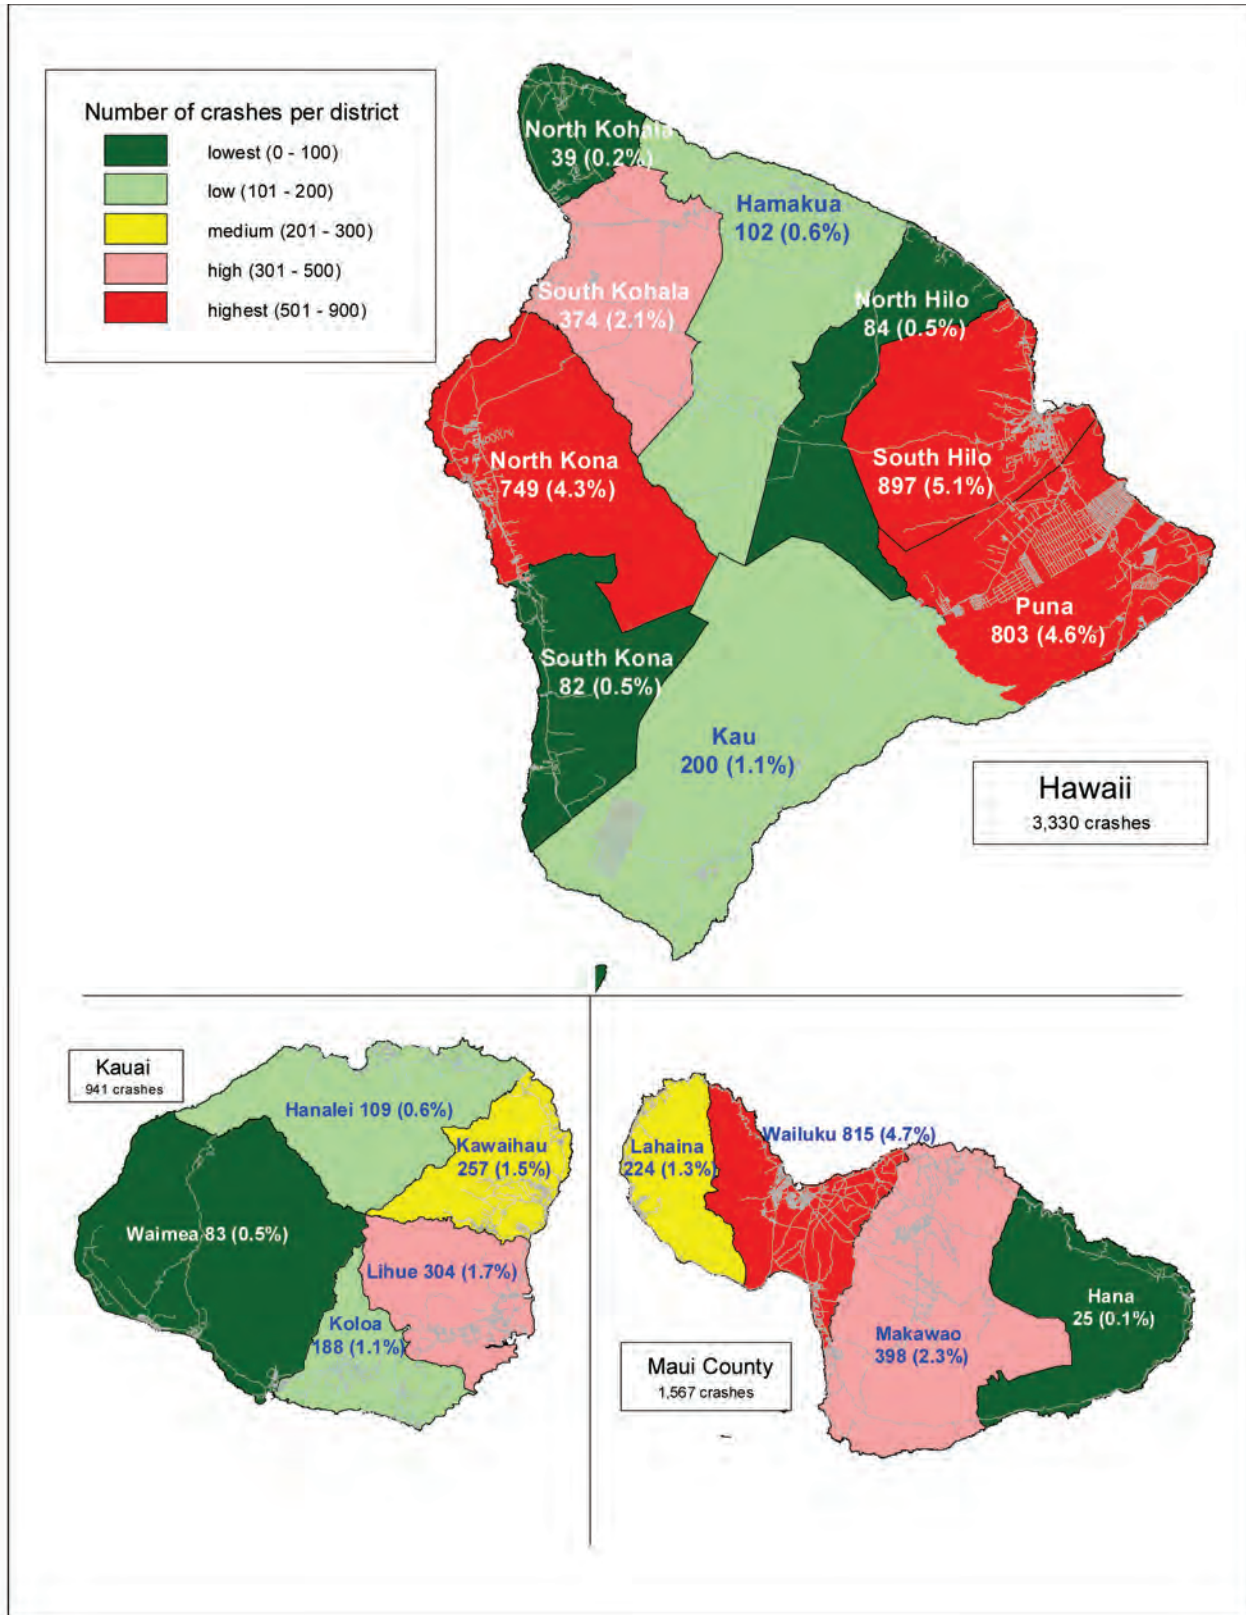 Number of crashes per district
lowest (0 - 100)
low (101 - 200)
medium (201 - 300)
high (301 - 500)
highest (501 - 900)
North Kohala
39 (0.2%)
Hamakua
102 (0.6%)
South Kohala
374 (2.1%)
North Hilo
84 (0.5%)
North Kona
749 (4.3%)
South Hilo
897 (5.1%)
Puna
803 (4.6%)
South Kona
82 (0.5%)
Kau
200 (1.1%)
Hawaii
3,330 crashes
Kauai
941 crashes
Hanalei 109 (0.6%)
Kawaihau
257 (1.5%)
Waimea 83 (0.5%)
Lihue 304 (1.7%)
Koloa
188 (1.1%)
Lahaina
224 (1.3%)
Wailuku 815 (4.7%)
Hana
25 (0.1%)
Makawao
398 (2.3%)
Maui County
1,567 crashes